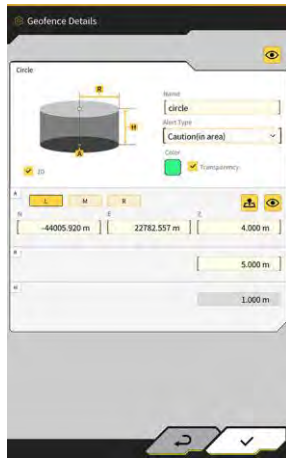 Geofence Details
Circle
R
H
A
3D
Name
circle
Alert Type
Caution(in area)
Color
Transparency
A
L M R
N E Z
-44005.920 m 22782.557 m 4.000 m
R
5.000 m
H
1.000 m